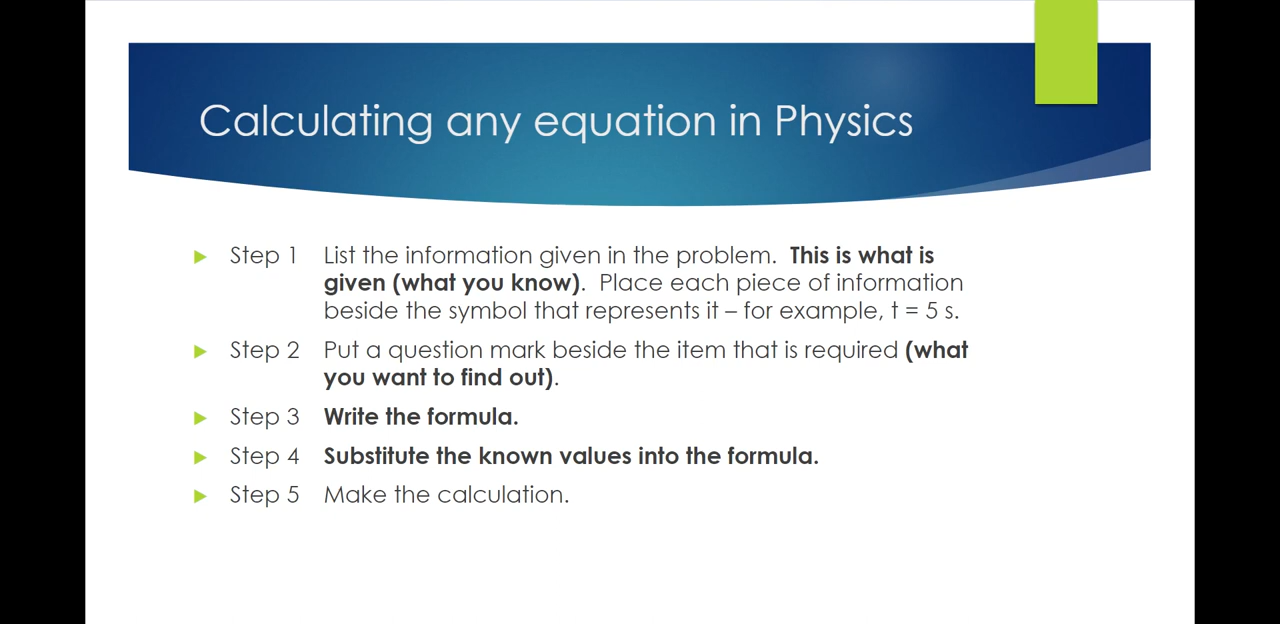 Calculating any equation in Physics
Step 1 List the information given in the problem. This is what is
given (what you know). Place each piece of information
beside the symbol that represents it – for example, t = 5 s.
Step 2 Put a question mark beside the item that is required (what
you want to find out).
Step 3 Write the formula.
Step 4 Substitute the known values into the formula.
Step 5 Make the calculation.